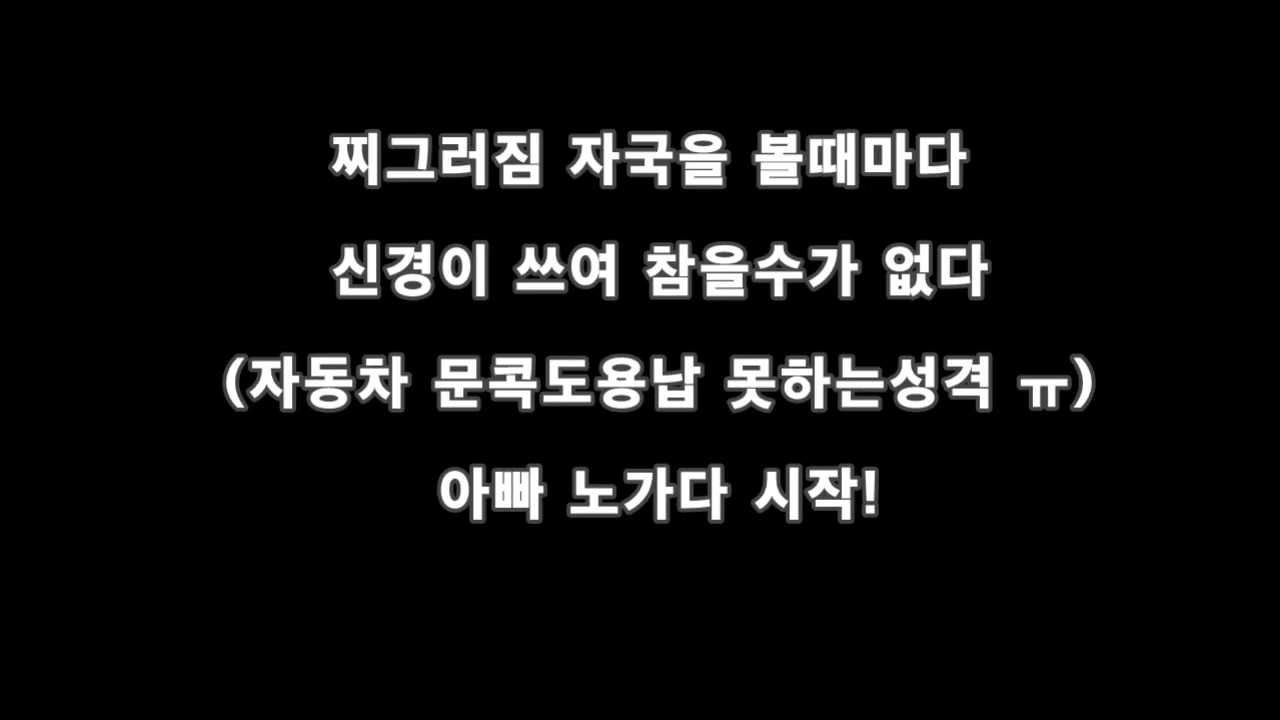 찌그러짐 자국을 볼때마다
신경이 쓰여 참을수가 없다
(자동차 문콕도용납 못하는성격 ㅠ)
아빠 노가다 시작!